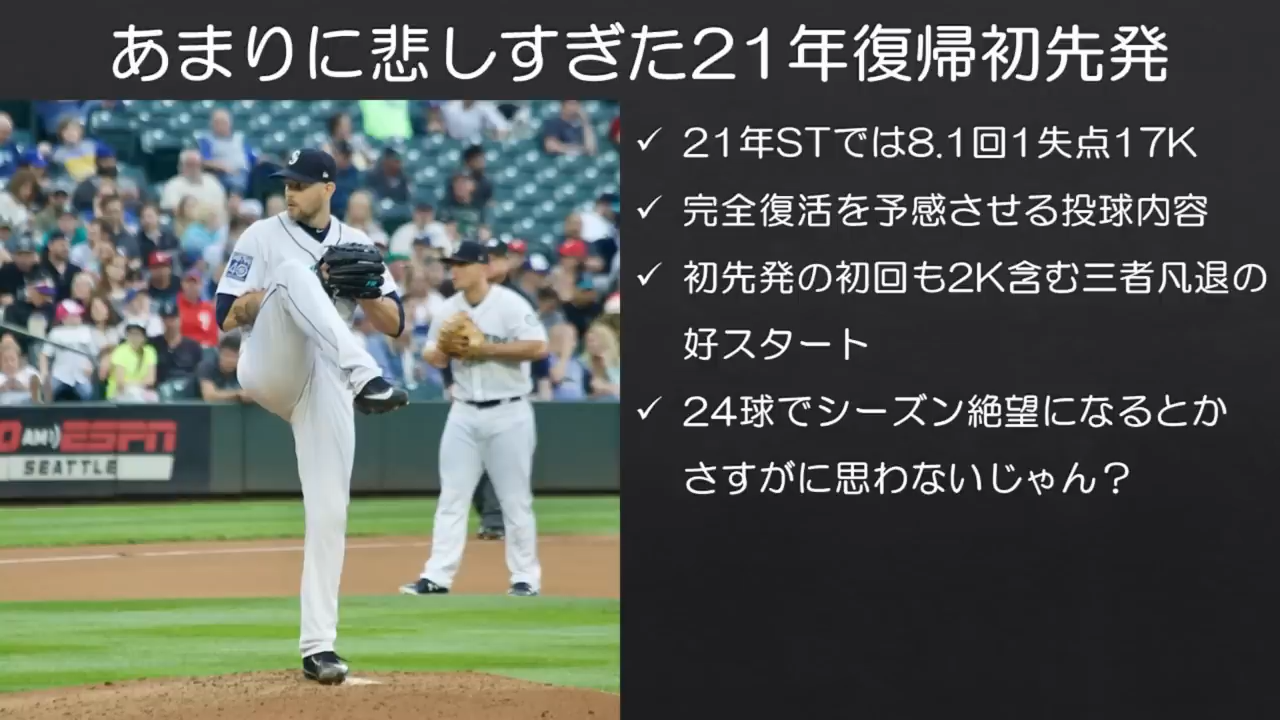 あまりに悲しすぎた21年復帰初先発
✓ 21年STでは8.1回1失点17K
✓ 完全復活を予感させる投球内容
✓ 初先発の初回も2K含む三者凡退の
好スタート
✓ 24球でシーズン絶望になるとか
さすがに思わないじゃん？
S
40
AM ESPN
SEATTLE